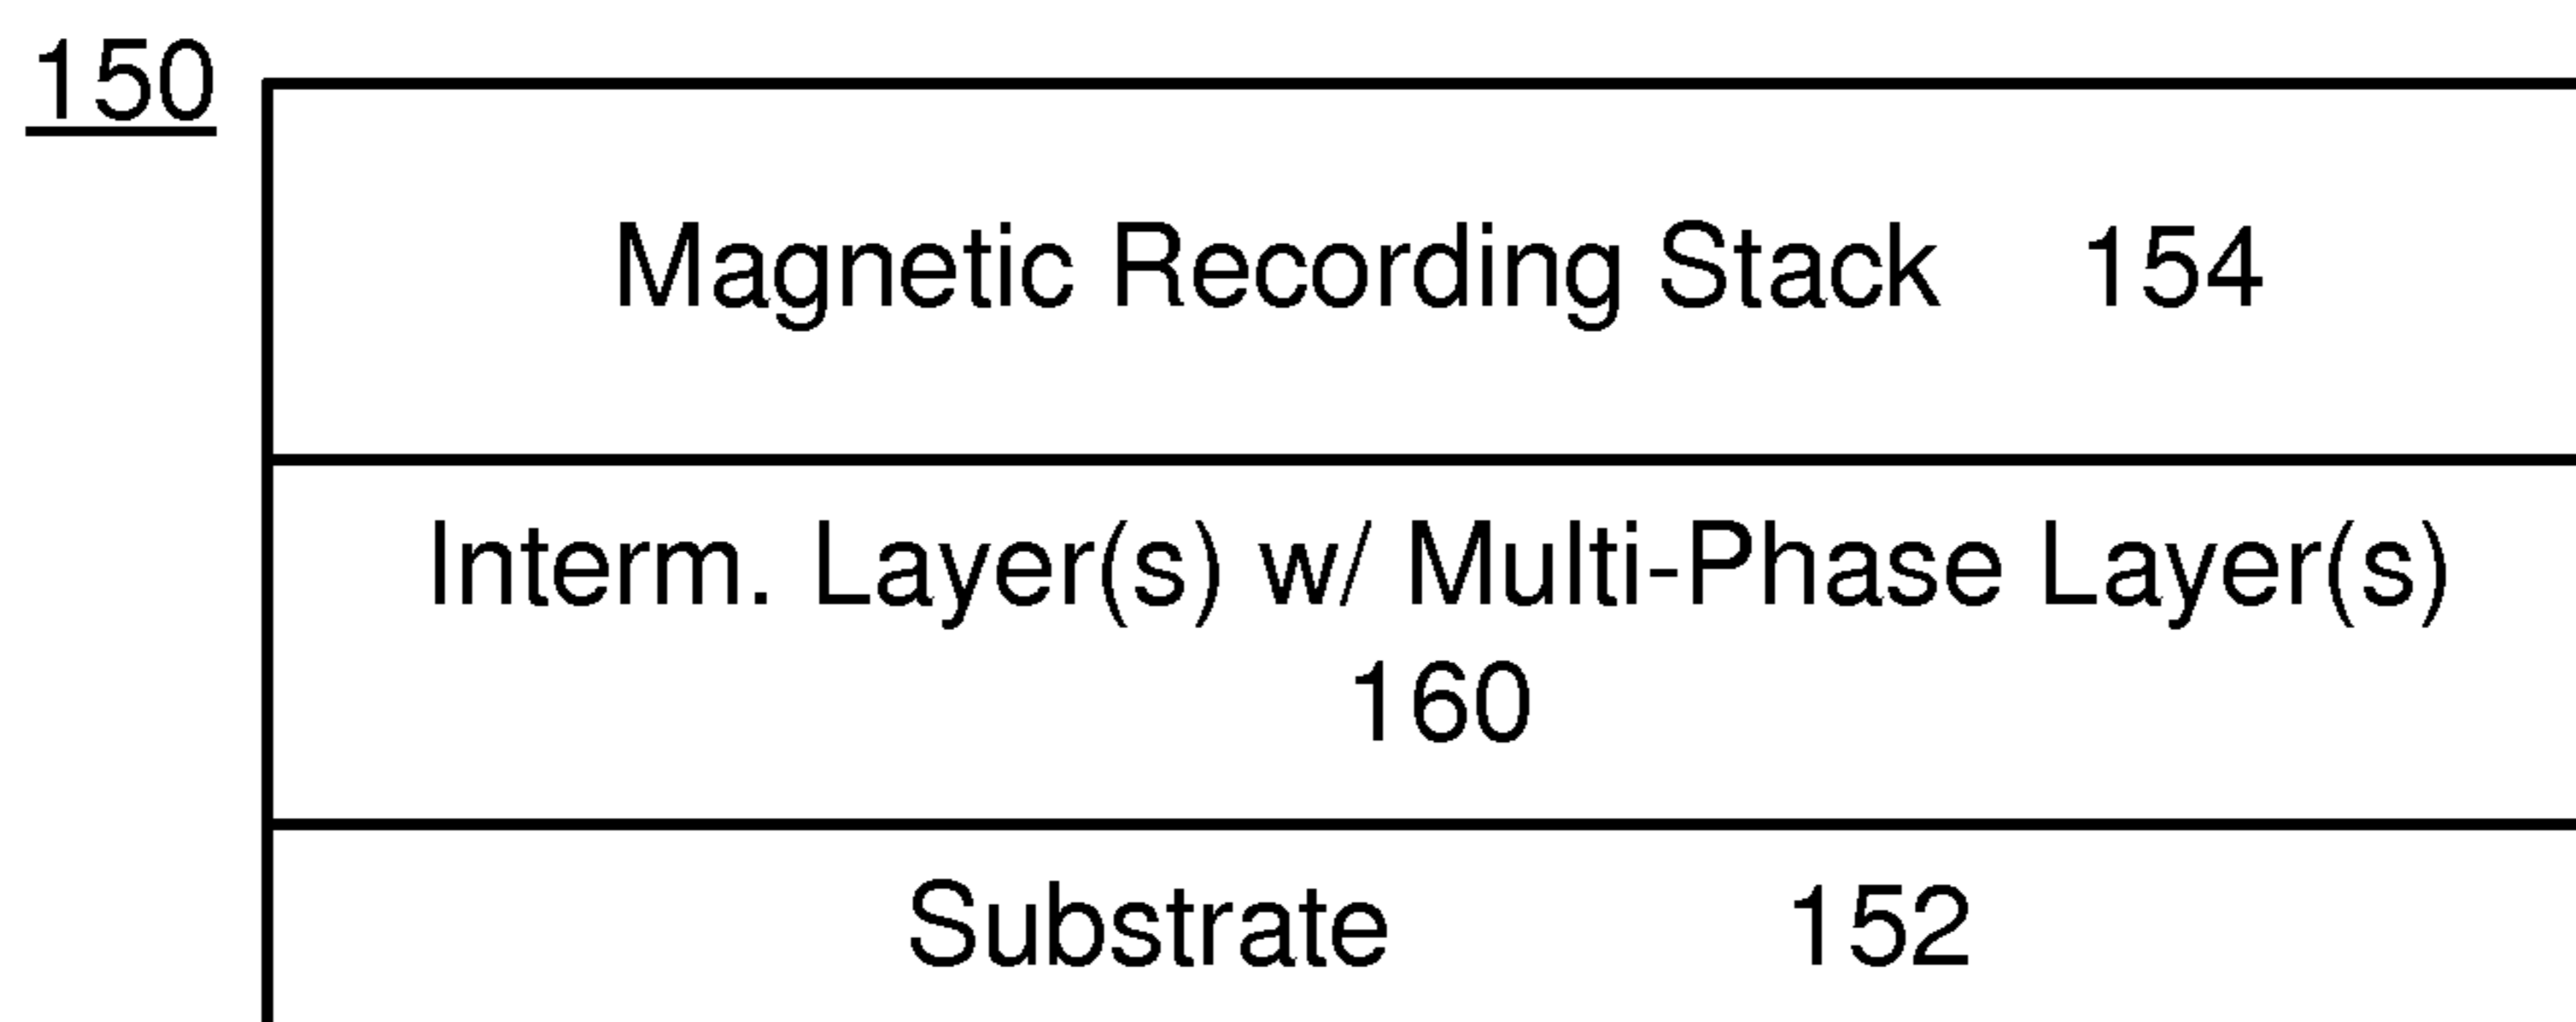 150
Magnetic Recording Stack 154
Interm. Layer(s) w/ Multi-Phase Layer(s)
160
Substrate 152